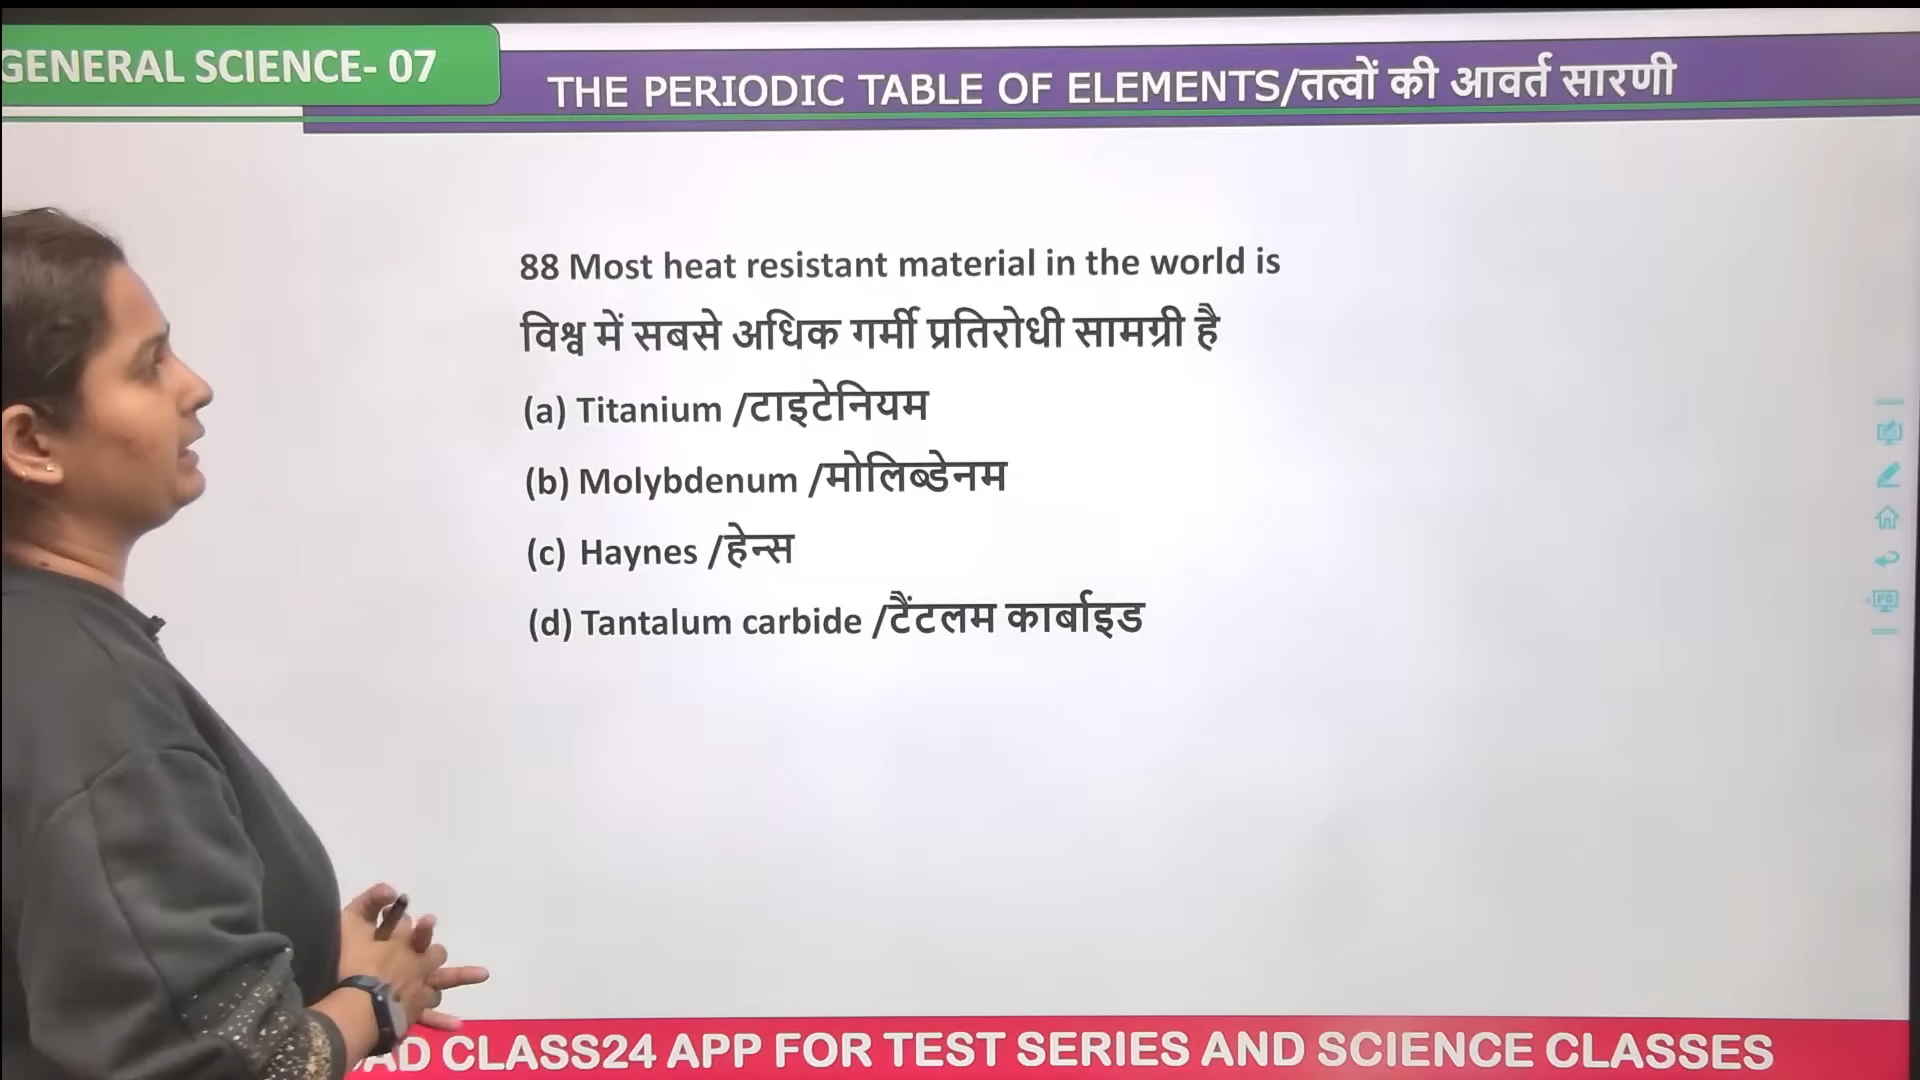 GENERAL SCIENCE- 07
THE PERIODIC TABLE OF ELEMENTS/तत्वों की आवर्त सारणी
88 Most heat resistant material in the world is
विश्व में सबसे अधिक गर्मी प्रतिरोधी सामग्री है
(a) Titanium /टाइटेनियम
(b) Molybdenum /मोलिब्डेनम
(c) Haynes /हेन्स
(d) Tantalum carbide /टैंटलम कार्बाइड
CLASS24 APP FOR TEST SERIES AND SCIENCE CLASSES